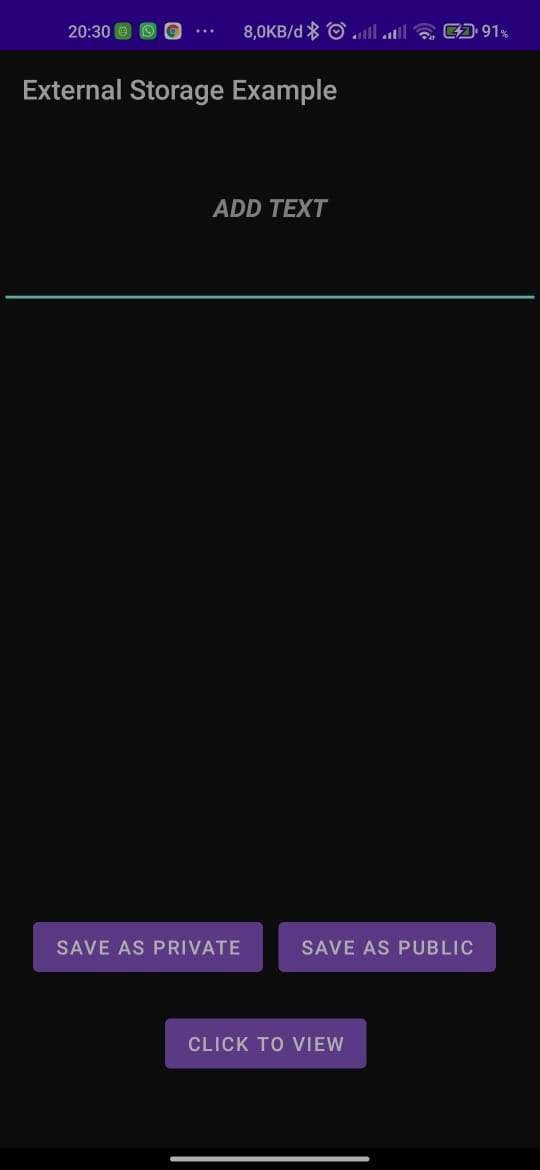 20:30 ... 8,0KB/d 91%
External Storage Example
ADD TEXT
SAVE AS PRIVATE SAVE AS PUBLIC
CLICK TO VIEW